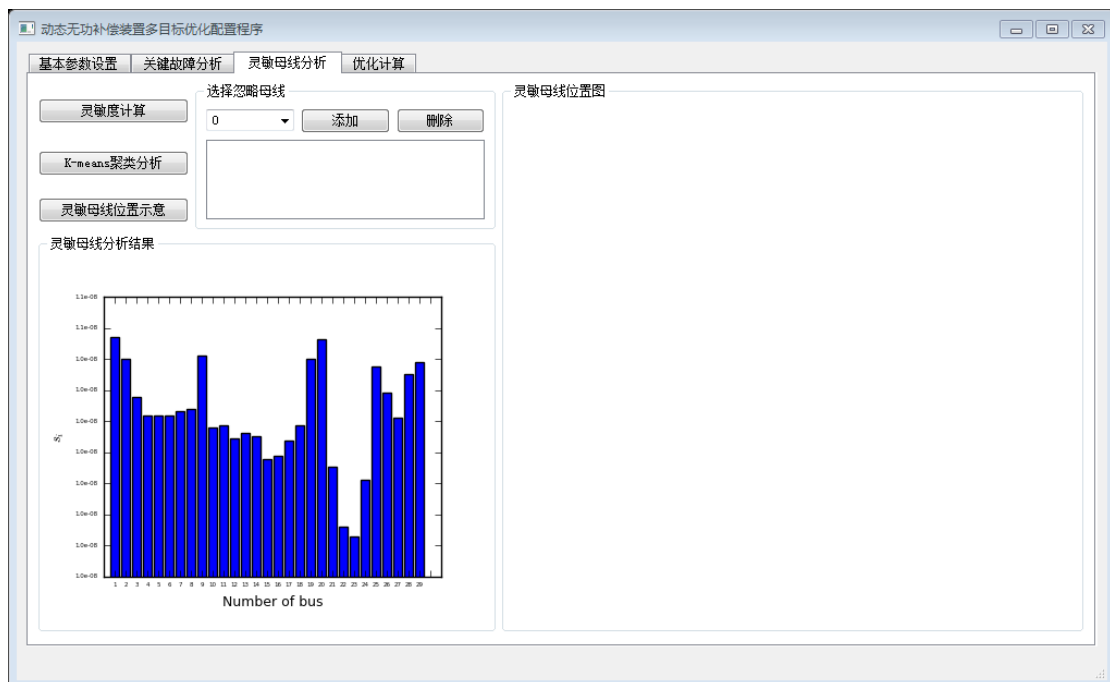 动态无功补偿装置多目标优化配置程序
基本参数设置 关键故障分析 灵敏母线分析 优化计算
灵敏度计算
K-means聚类分析
灵敏母线位置示意
选择忽略母线
0 添加 删除
灵敏母线位置图
灵敏母线分析结果
1.1e-08
1.1e-08
1.0e-08
1.0e-08
1.0e-08
1.0e-08
1.0e-08
1.0e-08
1.0e-08
1.0e-08
Si
1 2 3 4 5 6 7 8 9 10 11 12 13 14 15 16 17 18 19 20 21 22 23 24 25 26 27 28 29
Number of bus